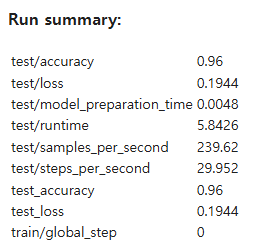 Run summary:
test/accuracy 0.96
test/loss 0.1944
test/model_preparation_time 0.0048
test/runtime 5.8426
test/samples_per_second 239.62
test/steps_per_second 29.952
test_accuracy 0.96
test_loss 0.1944
train/global_step 0